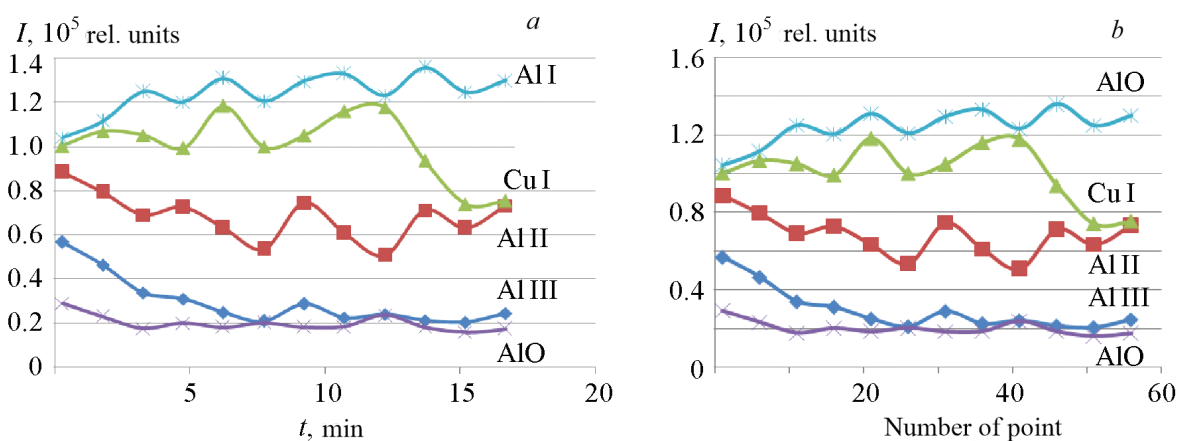 I, 10⁵ rel. units
a
1.4
1.2
1.0
0.8
0.6
0.4
0.2
0
5
10
15
20
t, min
Al I
Cu I
Al II
Al III
AlO
I, 10⁵ rel. units
b
1.6
1.2
0.8
0.4
0
20
40
60
Number of point
AlO
Cu I
Al II
Al III
AlO